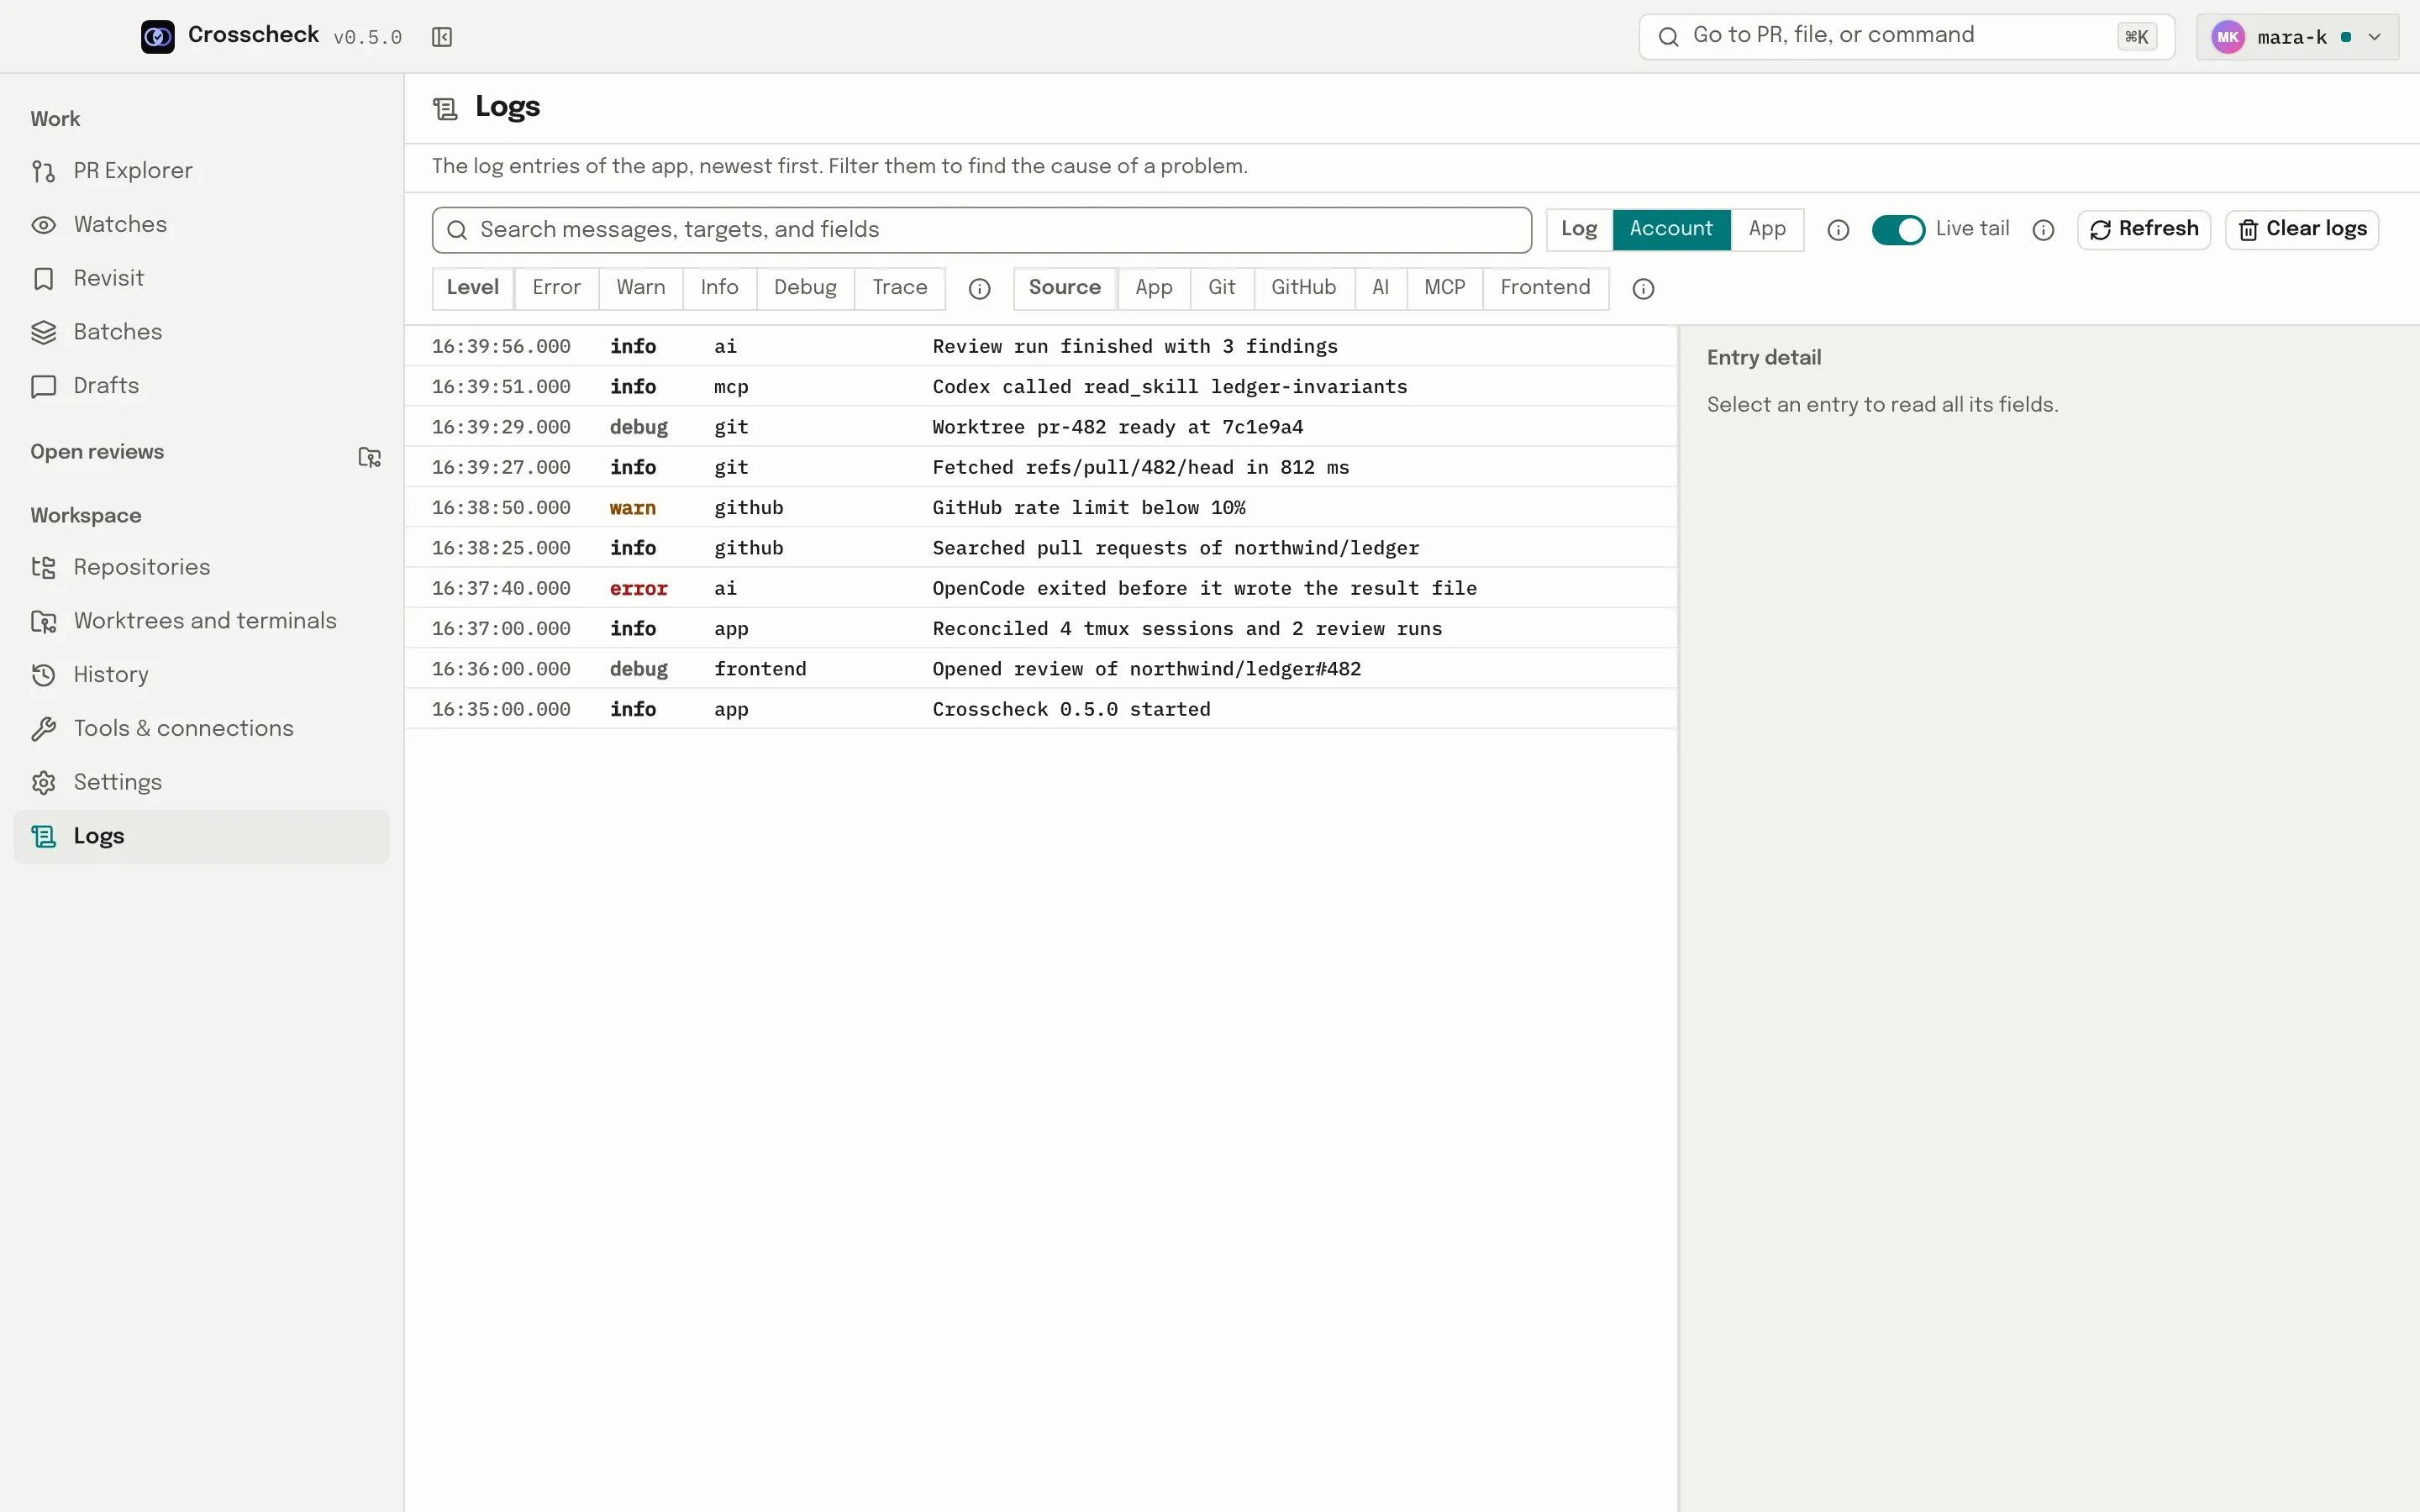 Crosscheck v0.5.0
Go to PR, file, or command ⌘K
MK mara-k
Work
PR Explorer
Watches
Revisit
Batches
Drafts
Open reviews
Workspace
Repositories
Worktrees and terminals
History
Tools & connections
Settings
Logs
Logs
The log entries of the app, newest first. Filter them to find the cause of a problem.
Search messages, targets, and fields
Log Account App
Live tail
Refresh
Clear logs
Level Error Warn Info Debug Trace
Source App Git GitHub AI MCP Frontend
16:39:56.000 info ai Review run finished with 3 findings
16:39:51.000 info mcp Codex called read_skill ledger-invariants
16:39:29.000 debug git Worktree pr-482 ready at 7c1e9a4
16:39:27.000 info git Fetched refs/pull/482/head in 812 ms
16:38:50.000 warn github GitHub rate limit below 10%
16:38:25.000 info github Searched pull requests of northwind/ledger
16:37:40.000 error ai OpenCode exited before it wrote the result file
16:37:00.000 info app Reconciled 4 tmux sessions and 2 review runs
16:36:00.000 debug frontend Opened review of northwind/ledger#482
16:35:00.000 info app Crosscheck 0.5.0 started
Entry detail
Select an entry to read all its fields.